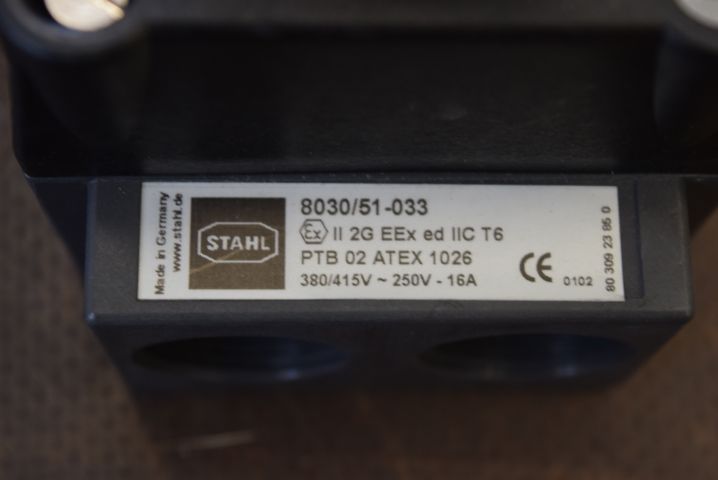 Made in Germany
www.stahl.de
STAHL
8030/51-033
Ex II 2G EEx ed IIC T6
PTB 02 ATEX 1026
380/415V ~ 250V - 16A
CE 0102
80 309 23 85 0